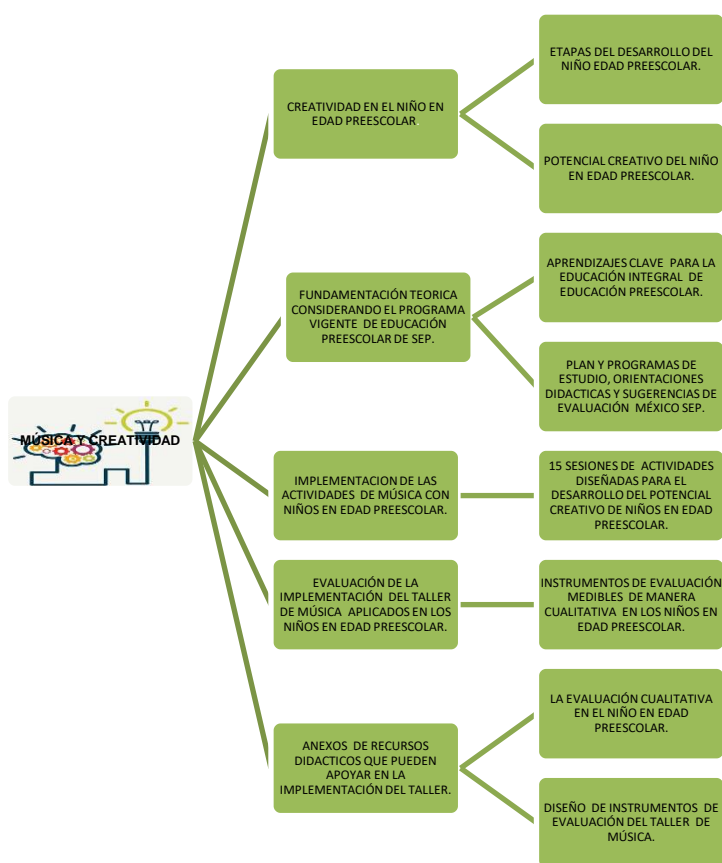 MÚSICA Y CREATIVIDAD
CREATIVIDAD EN EL NIÑO EN
EDAD PREESCOLAR.
ETAPAS DEL DESARROLLO DEL
NIÑO EDAD PREESCOLAR.
POTENCIAL CREATIVO DEL NIÑO
EN EDAD PREESCOLAR.
FUNDAMENTACIÓN TEORICA
CONSIDERANDO EL PROGRAMA
VIGENTE DE EDUCACIÓN
PREESCOLAR DE SEP.
APRENDIZAJES CLAVE PARA LA
EDUCACIÓN INTEGRAL DE
EDUCACIÓN PREESCOLAR.
PLAN Y PROGRAMAS DE
ESTUDIO, ORIENTACIONES
DIDACTICAS Y SUGERENCIAS DE
EVALUACIÓN MÉXICO SEP.
IMPLEMENTACION DE LAS
ACTIVIDADES DE MÚSICA CON
NIÑOS EN EDAD PREESCOLAR.
15 SESIONES DE ACTIVIDADES
DISEÑADAS PARA EL
DESARROLLO DEL POTENCIAL
CREATIVO DE NIÑOS EN EDAD
PREESCOLAR.
EVALUACIÓN DE LA
IMPLEMENTACIÓN DEL TALLER
DE MÚSICA APLICADOS EN LOS
NIÑOS EN EDAD PREESCOLAR.
INSTRUMENTOS DE EVALUACIÓN
MEDIBLES DE MANERA
CUALITATIVA EN LOS NIÑOS EN
EDAD PREESCOLAR.
ANEXOS DE RECURSOS
DIDACTICOS QUE PUEDEN
APOYAR EN LA
IMPLEMENTACIÓN DEL TALLER.
LA EVALUACIÓN CUALITATIVA
EN EL NIÑO EN EDAD
PREESCOLAR.
DISEÑO DE INSTRUMENTOS DE
EVALUACIÓN DEL TALLER DE
MÚSICA.